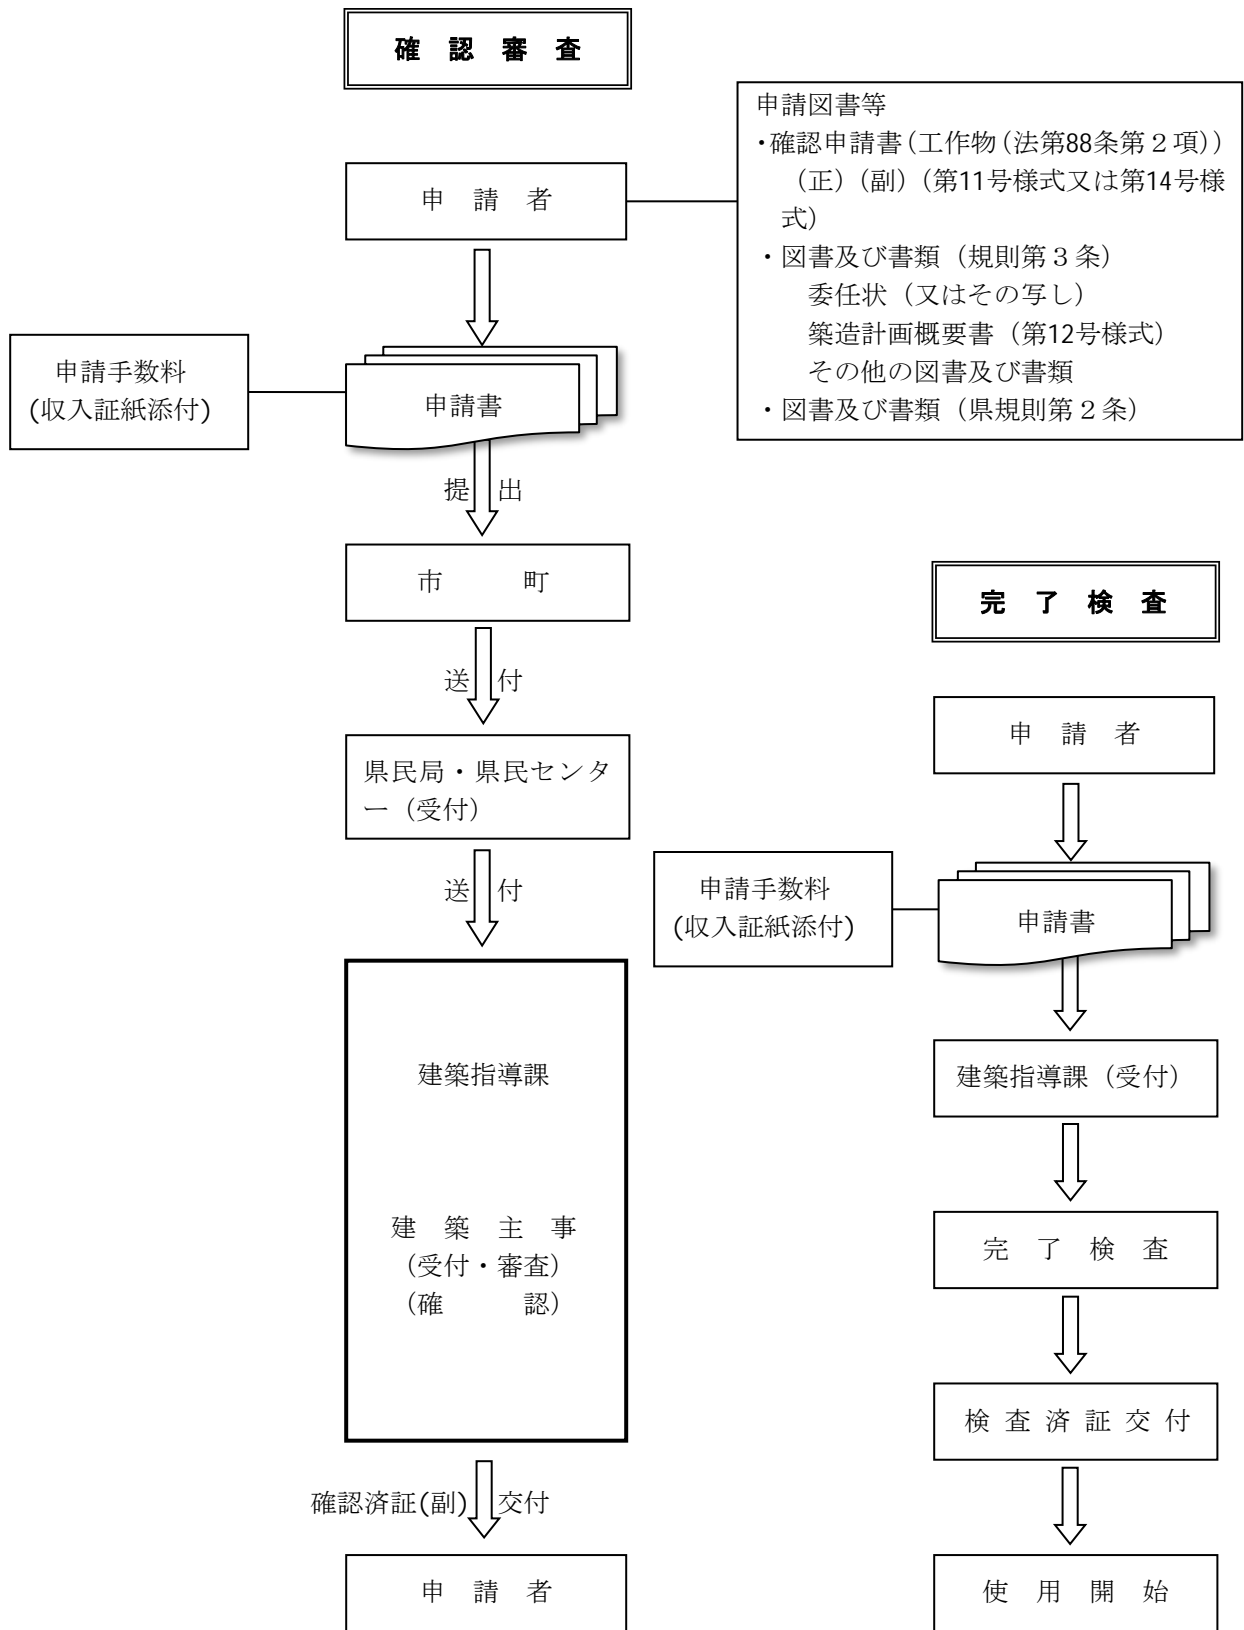 確 認 審 査
申請図書等
・確認申請書（工作物（法第88条第２項））
（正）（副）（第11号様式又は第14号様
式）
・図書及び書類（規則第３条）
委任状（又はその写し）
築造計画概要書（第12号様式）
その他の図書及び書類
・図書及び書類（県規則第２条）
申　請　者
申請手数料
(収入証紙添付)
申請書
提 出
市　　　町
送 付
県民局・県民センタ
ー（受付）
送 付
建築指導課
建　築　主　事
（受付・審査）
（確　　　認）
確認済証(副) 交付
申　請　者
完 了 検 査
申　請　者
申請手数料
(収入証紙添付)
申請書
建築指導課（受付）
完　了　検　査
検 査 済 証 交 付
使　用　開　始